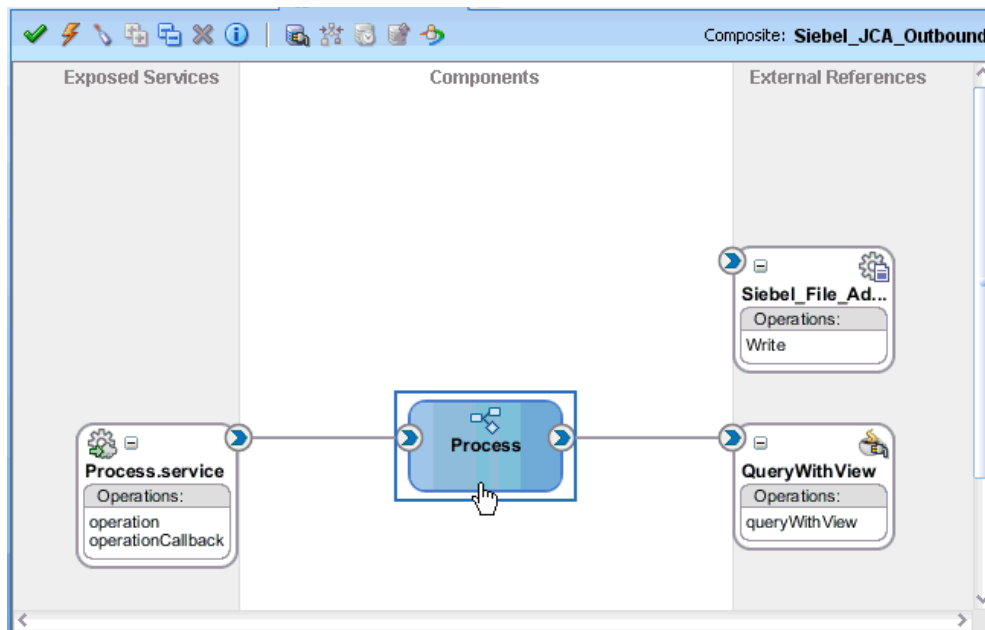 Composite: Siebel_JCA_Outbound
Exposed Services
Components
External References
Siebel_File_Ad...
Operations:
Write
Process
Process.service
Operations:
operation
operationCallback
QueryWithView
Operations:
queryWithView